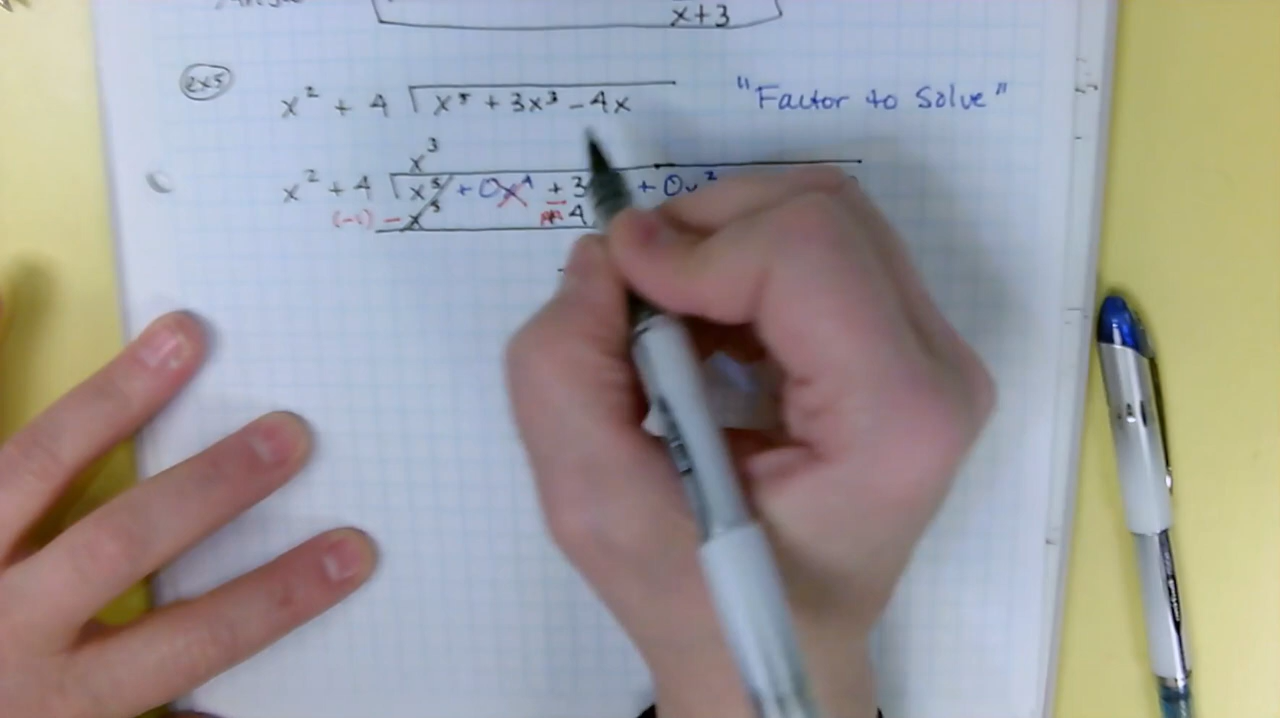 x+3
2x5
x² + 4 x⁵ + 3x³ - 4x "Factor to Solve"
x³
x² + 4 x⁵ + 0x⁴ + 3 + 0x²
(-1) - x⁵ 4